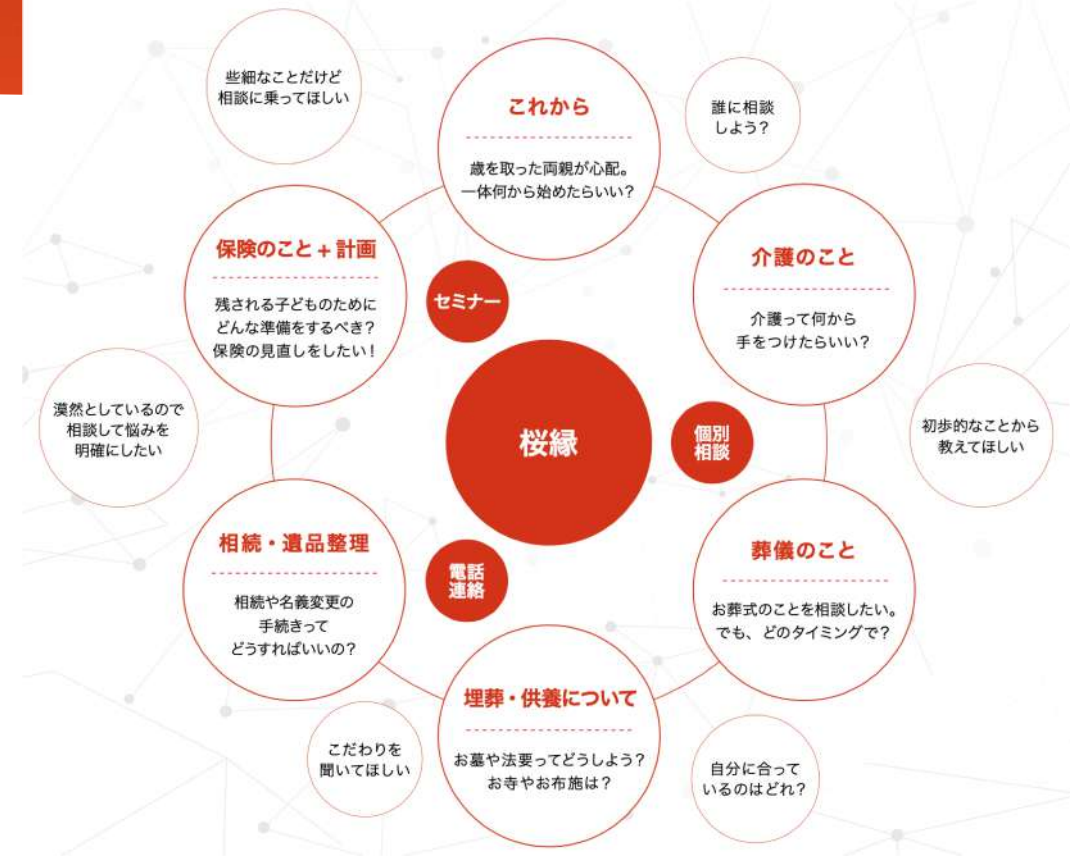 些細なことだけど
相談に乗ってほしい
これから
歳を取った両親が心配。
一体何から始めたらいい?
誰に相談
しよう?
保険のこと+計画
残される子どものために
どんな準備をするべき?
保険の見直しをしたい!
セミナー
介護のこと
介護って何から
手をつけたらいい?
漠然としているので
相談して悩みを
明確にしたい
桜縁
個別
相談
初歩的なことから
教えてほしい
相続・遺品整理
相続や名義変更の
手続きって
どうすればいいの?
電話
連絡
葬儀のこと
お葬式のことを相談したい。
でも、どのタイミングで?
埋葬・供養について
お墓や法要ってどうしよう?
お寺やお布施は?
こだわりを
聞いてほしい
自分に合って
いるのはどれ?